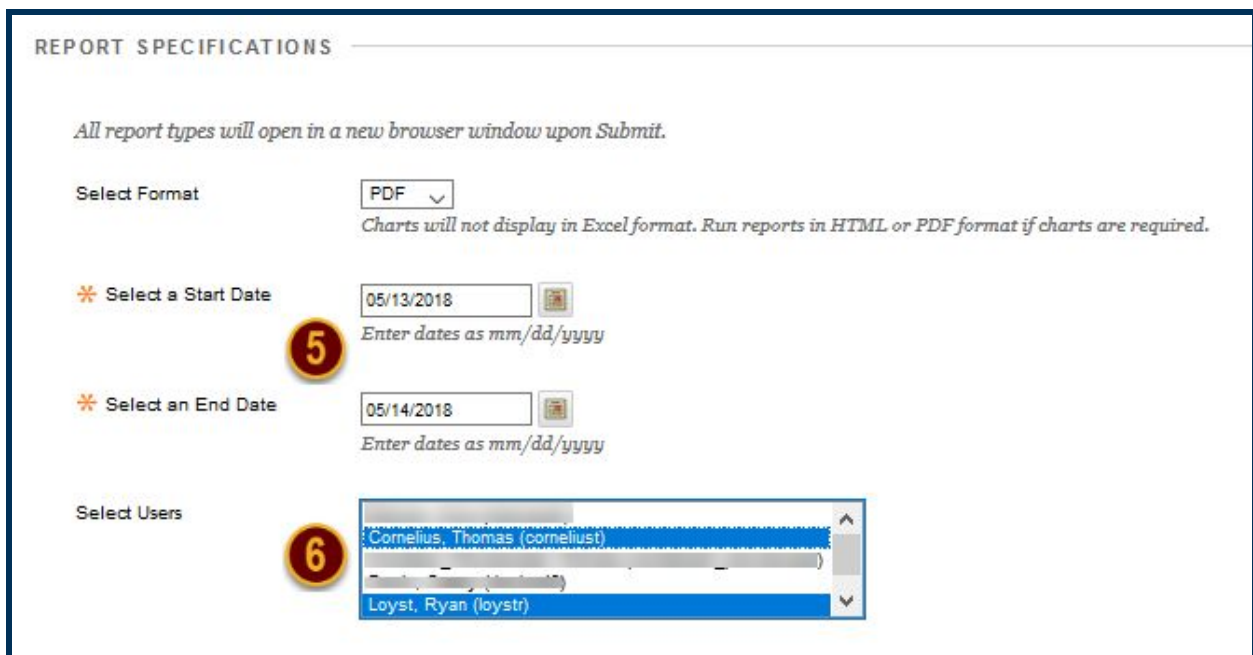 REPORT SPECIFICATIONS
All report types will open in a new browser window upon Submit.
Select Format
PDF
Charts will not display in Excel format. Run reports in HTML or PDF format if charts are required.
Select a Start Date
05/13/2018
Enter dates as mm/dd/yyyy
5
Select an End Date
05/14/2018
Enter dates as mm/dd/yyyy
Select Users
6
Cornelius, Thomas (corneliust)
Loyst, Ryan (loystr)